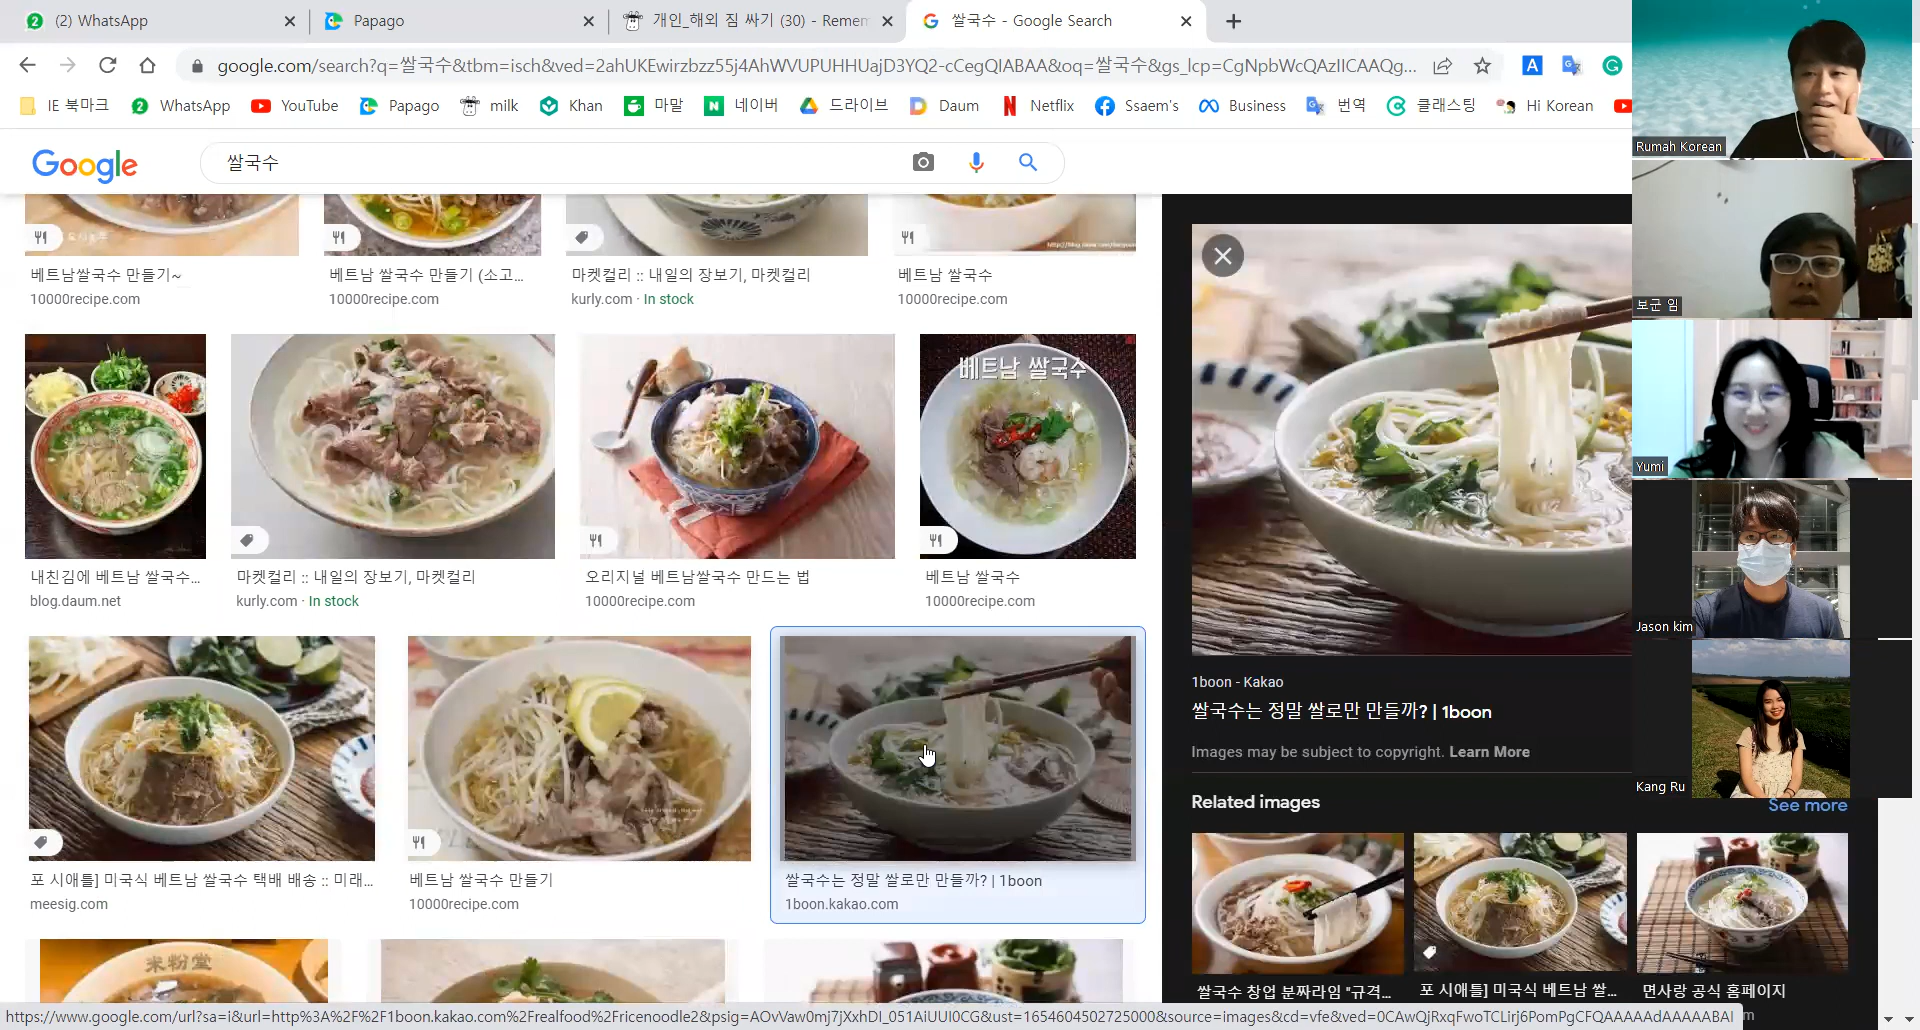 (2) WhatsApp
Papago
개인_해외 짐 싸기 (30) - Remem
쌀국수 - Google Search
google.com/search?q=쌀국수&tbm=isch&ved=2ahUKEwirzbzz55j4AhWVUPUHHUajD3YQ2-cCegQIABAA&oq=쌀국수&gs_lcp=CgNpbWcQAzIICAAQg...
IE 북마크
WhatsApp
YouTube
Papago
milk
Khan
마말
네이버
드라이브
Daum
Netflix
Ssaem's
Business
번역
클래스팅
Hi Korean
Google
쌀국수
베트남쌀국수 만들기~
10000recipe.com
베트남 쌀국수 만들기 (소고...
10000recipe.com
마켓컬리 :: 내일의 장보기, 마켓컬리
kurly.com · In stock
베트남 쌀국수
10000recipe.com
베트남 쌀국수
내친김에 베트남 쌀국수...
blog.daum.net
마켓컬리 :: 내일의 장보기, 마켓컬리
kurly.com · In stock
오리지널 베트남쌀국수 만드는 법
10000recipe.com
베트남 쌀국수
10000recipe.com
포 시애틀] 미국식 베트남 쌀국수 택배 배송 :: 미래...
meesig.com
베트남 쌀국수 만들기
10000recipe.com
쌀국수는 정말 쌀로만 만들까? | 1boon
1boon.kakao.com
米粉堂
1boon - Kakao
쌀국수는 정말 쌀로만 만들까? | 1boon
Images may be subject to copyright. Learn More
Related images
See more
쌀국수 창업 분짜라임 "규격...
포 시애틀] 미국식 베트남 쌀...
면사랑 공식 홈페이지
Rumah Korean
보군 임
Yumi
Jason kim
Kang Ru
https://www.google.com/url?sa=i&url=http%3A%2F%2F1boon.kakao.com%2Frealfood%2Fricenoodle2&psig=AOvVaw0mj7jXxhDI_051AiUUI0CG&ust=1654604502725000&source=images&cd=vfe&ved=0CAwQjRxqFwoTCLirj6PomPgCFQAAAAAdAAAAABAI